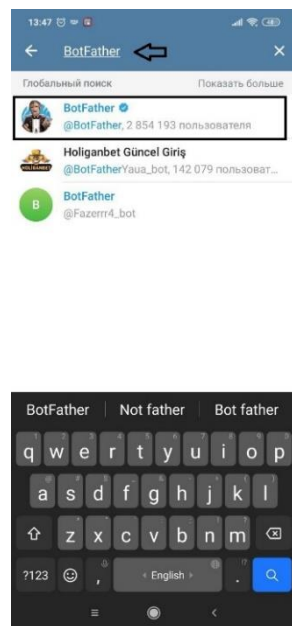 13:47
48
BotFather
Глобальный поиск Показать больше
BotFather
@BotFather, 2 854 193 пользователя
Holiganbet Güncel Giriş
@BotFatherYaua_bot, 142 079 пользоват...
B BotFather
@Fazerrr4_bot
BotFather Not father Bot father
q w e r t y u i o p
a s d f g h j k l
z x c v b n m
?123 , English .